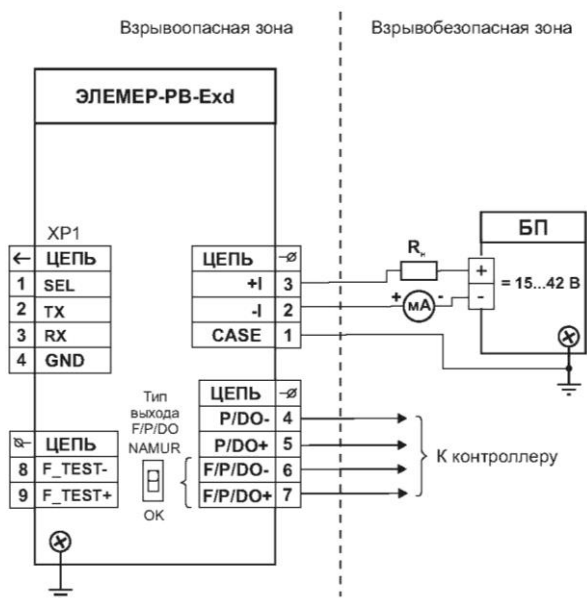 Взрывоопасная зона
Взрывобезопасная зона
ЭЛЕМЕР-РВ-Exd
XP1
← ЦЕПЬ
1 SEL
2 TX
3 RX
4 GND
ЦЕПЬ
+I 3
-I 2
CASE 1
Rн
+ мА -
БП
+
-
= 15...42 В
Тип
выхода
F/P/DO
NAMUR
OK
ЦЕПЬ
P/DO- 4
P/DO+ 5
F/P/DO- 6
F/P/DO+ 7
К контроллеру
ЦЕПЬ
8 F_TEST-
9 F_TEST+